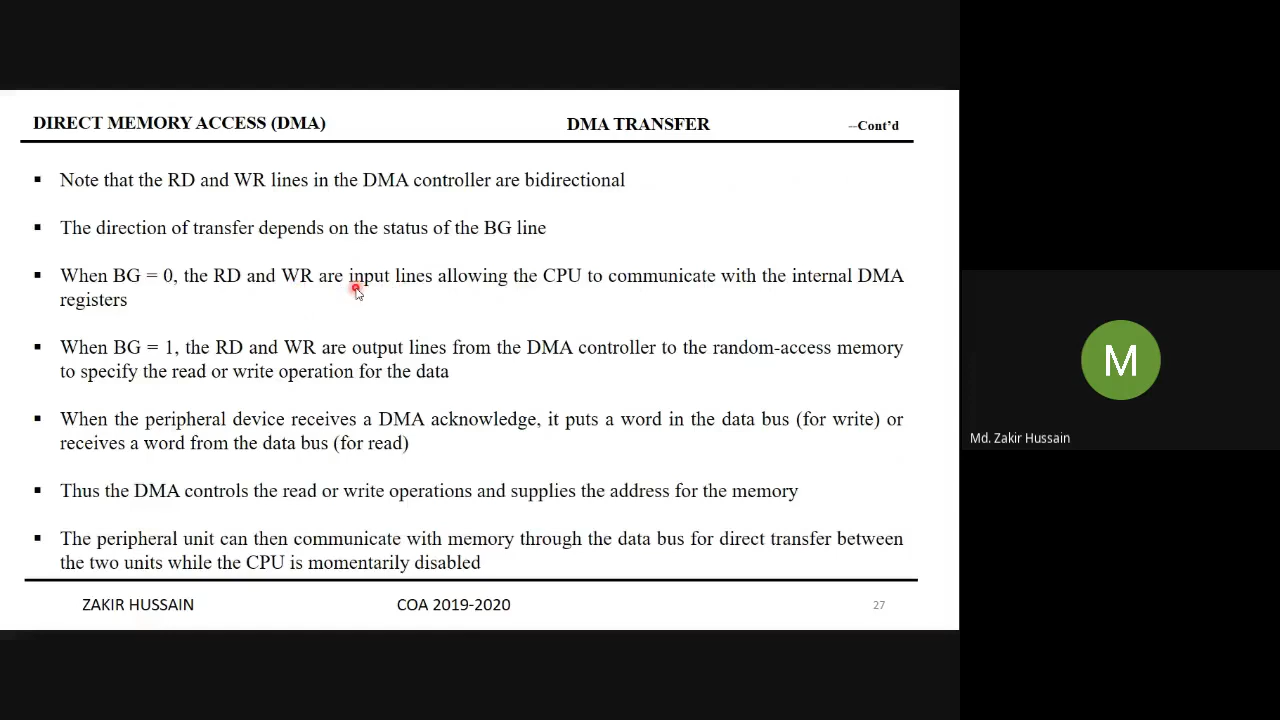 DIRECT MEMORY ACCESS (DMA)
DMA TRANSFER
--Cont'd
▪ Note that the RD and WR lines in the DMA controller are bidirectional
▪ The direction of transfer depends on the status of the BG line
▪ When BG = 0, the RD and WR are input lines allowing the CPU to communicate with the internal DMA
registers
▪ When BG = 1, the RD and WR are output lines from the DMA controller to the random-access memory
to specify the read or write operation for the data
▪ When the peripheral device receives a DMA acknowledge, it puts a word in the data bus (for write) or
receives a word from the data bus (for read)
▪ Thus the DMA controls the read or write operations and supplies the address for the memory
▪ The peripheral unit can then communicate with memory through the data bus for direct transfer between
the two units while the CPU is momentarily disabled
ZAKIR HUSSAIN
COA 2019-2020
27
M
Md. Zakir Hussain